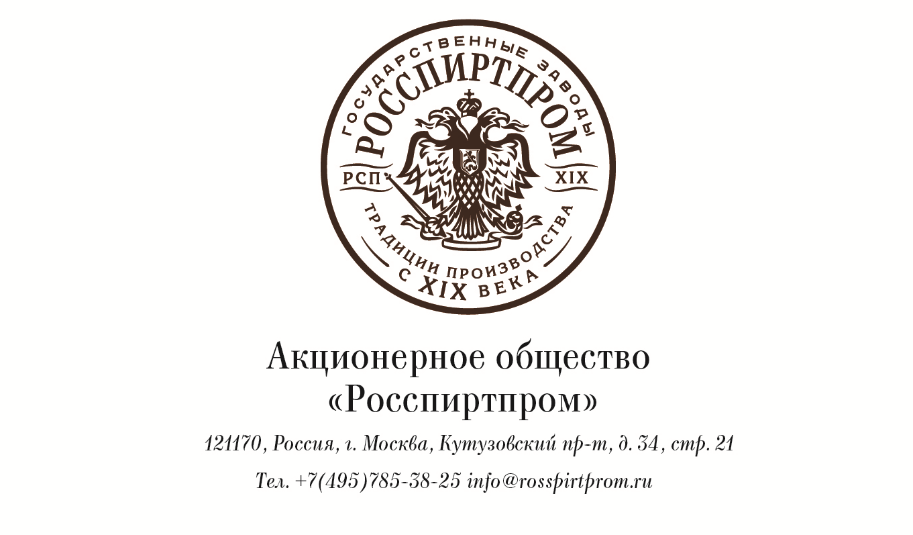 ГОСУДАРСТВЕННЫЕ ЗАВОДЫ
РОССПИРТПРОМ
РСП XIX
ТРАДИЦИИ ПРОИЗВОДСТВА
С XIX ВЕКА
Акционерное общество
«Росспиртпром»
121170, Россия, г. Москва, Кутузовский пр-т, д. 34, стр. 21
Тел. +7(495)785-38-25 info@rosspirtprom.ru